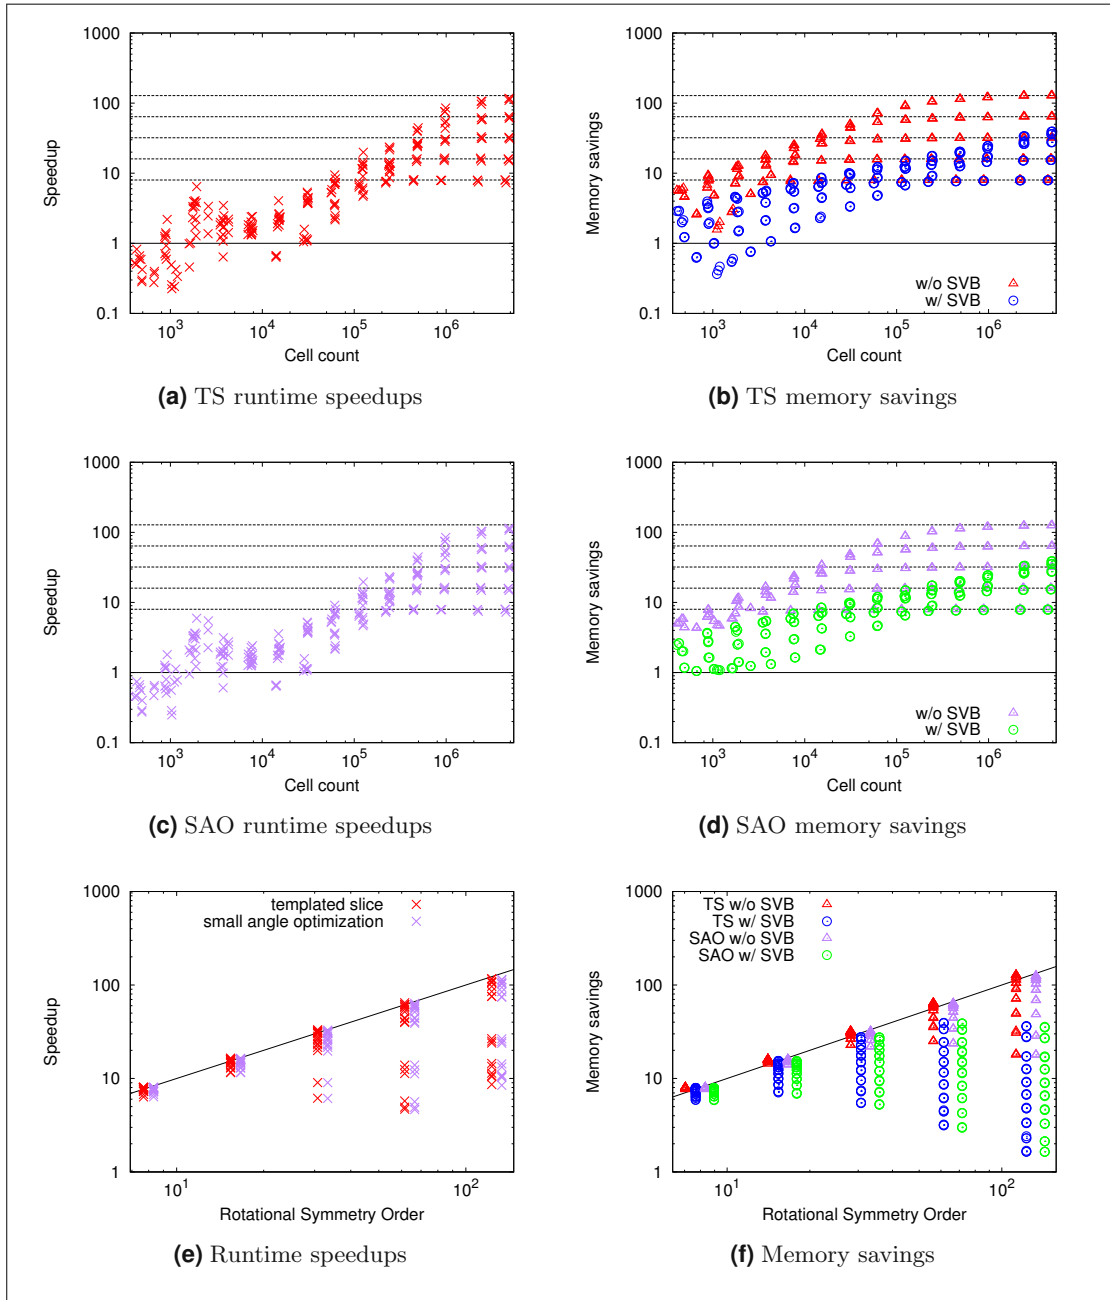 1000
100
10
1
0.1
Speedup
10^3
10^4
10^5
10^6
Cell count
(a) TS runtime speedups
1000
100
10
1
0.1
Memory savings
w/o SVB
w/ SVB
10^3
10^4
10^5
10^6
Cell count
(b) TS memory savings
1000
100
10
1
0.1
Speedup
10^3
10^4
10^5
10^6
Cell count
(c) SAO runtime speedups
1000
100
10
1
0.1
Memory savings
w/o SVB
w/ SVB
10^3
10^4
10^5
10^6
Cell count
(d) SAO memory savings
1000
100
10
1
Speedup
templated slice
small angle optimization
10^1
10^2
Rotational Symmetry Order
(e) Runtime speedups
1000
100
10
1
Memory savings
TS w/o SVB
TS w/ SVB
SAO w/o SVB
SAO w/ SVB
10^1
10^2
Rotational Symmetry Order
(f) Memory savings